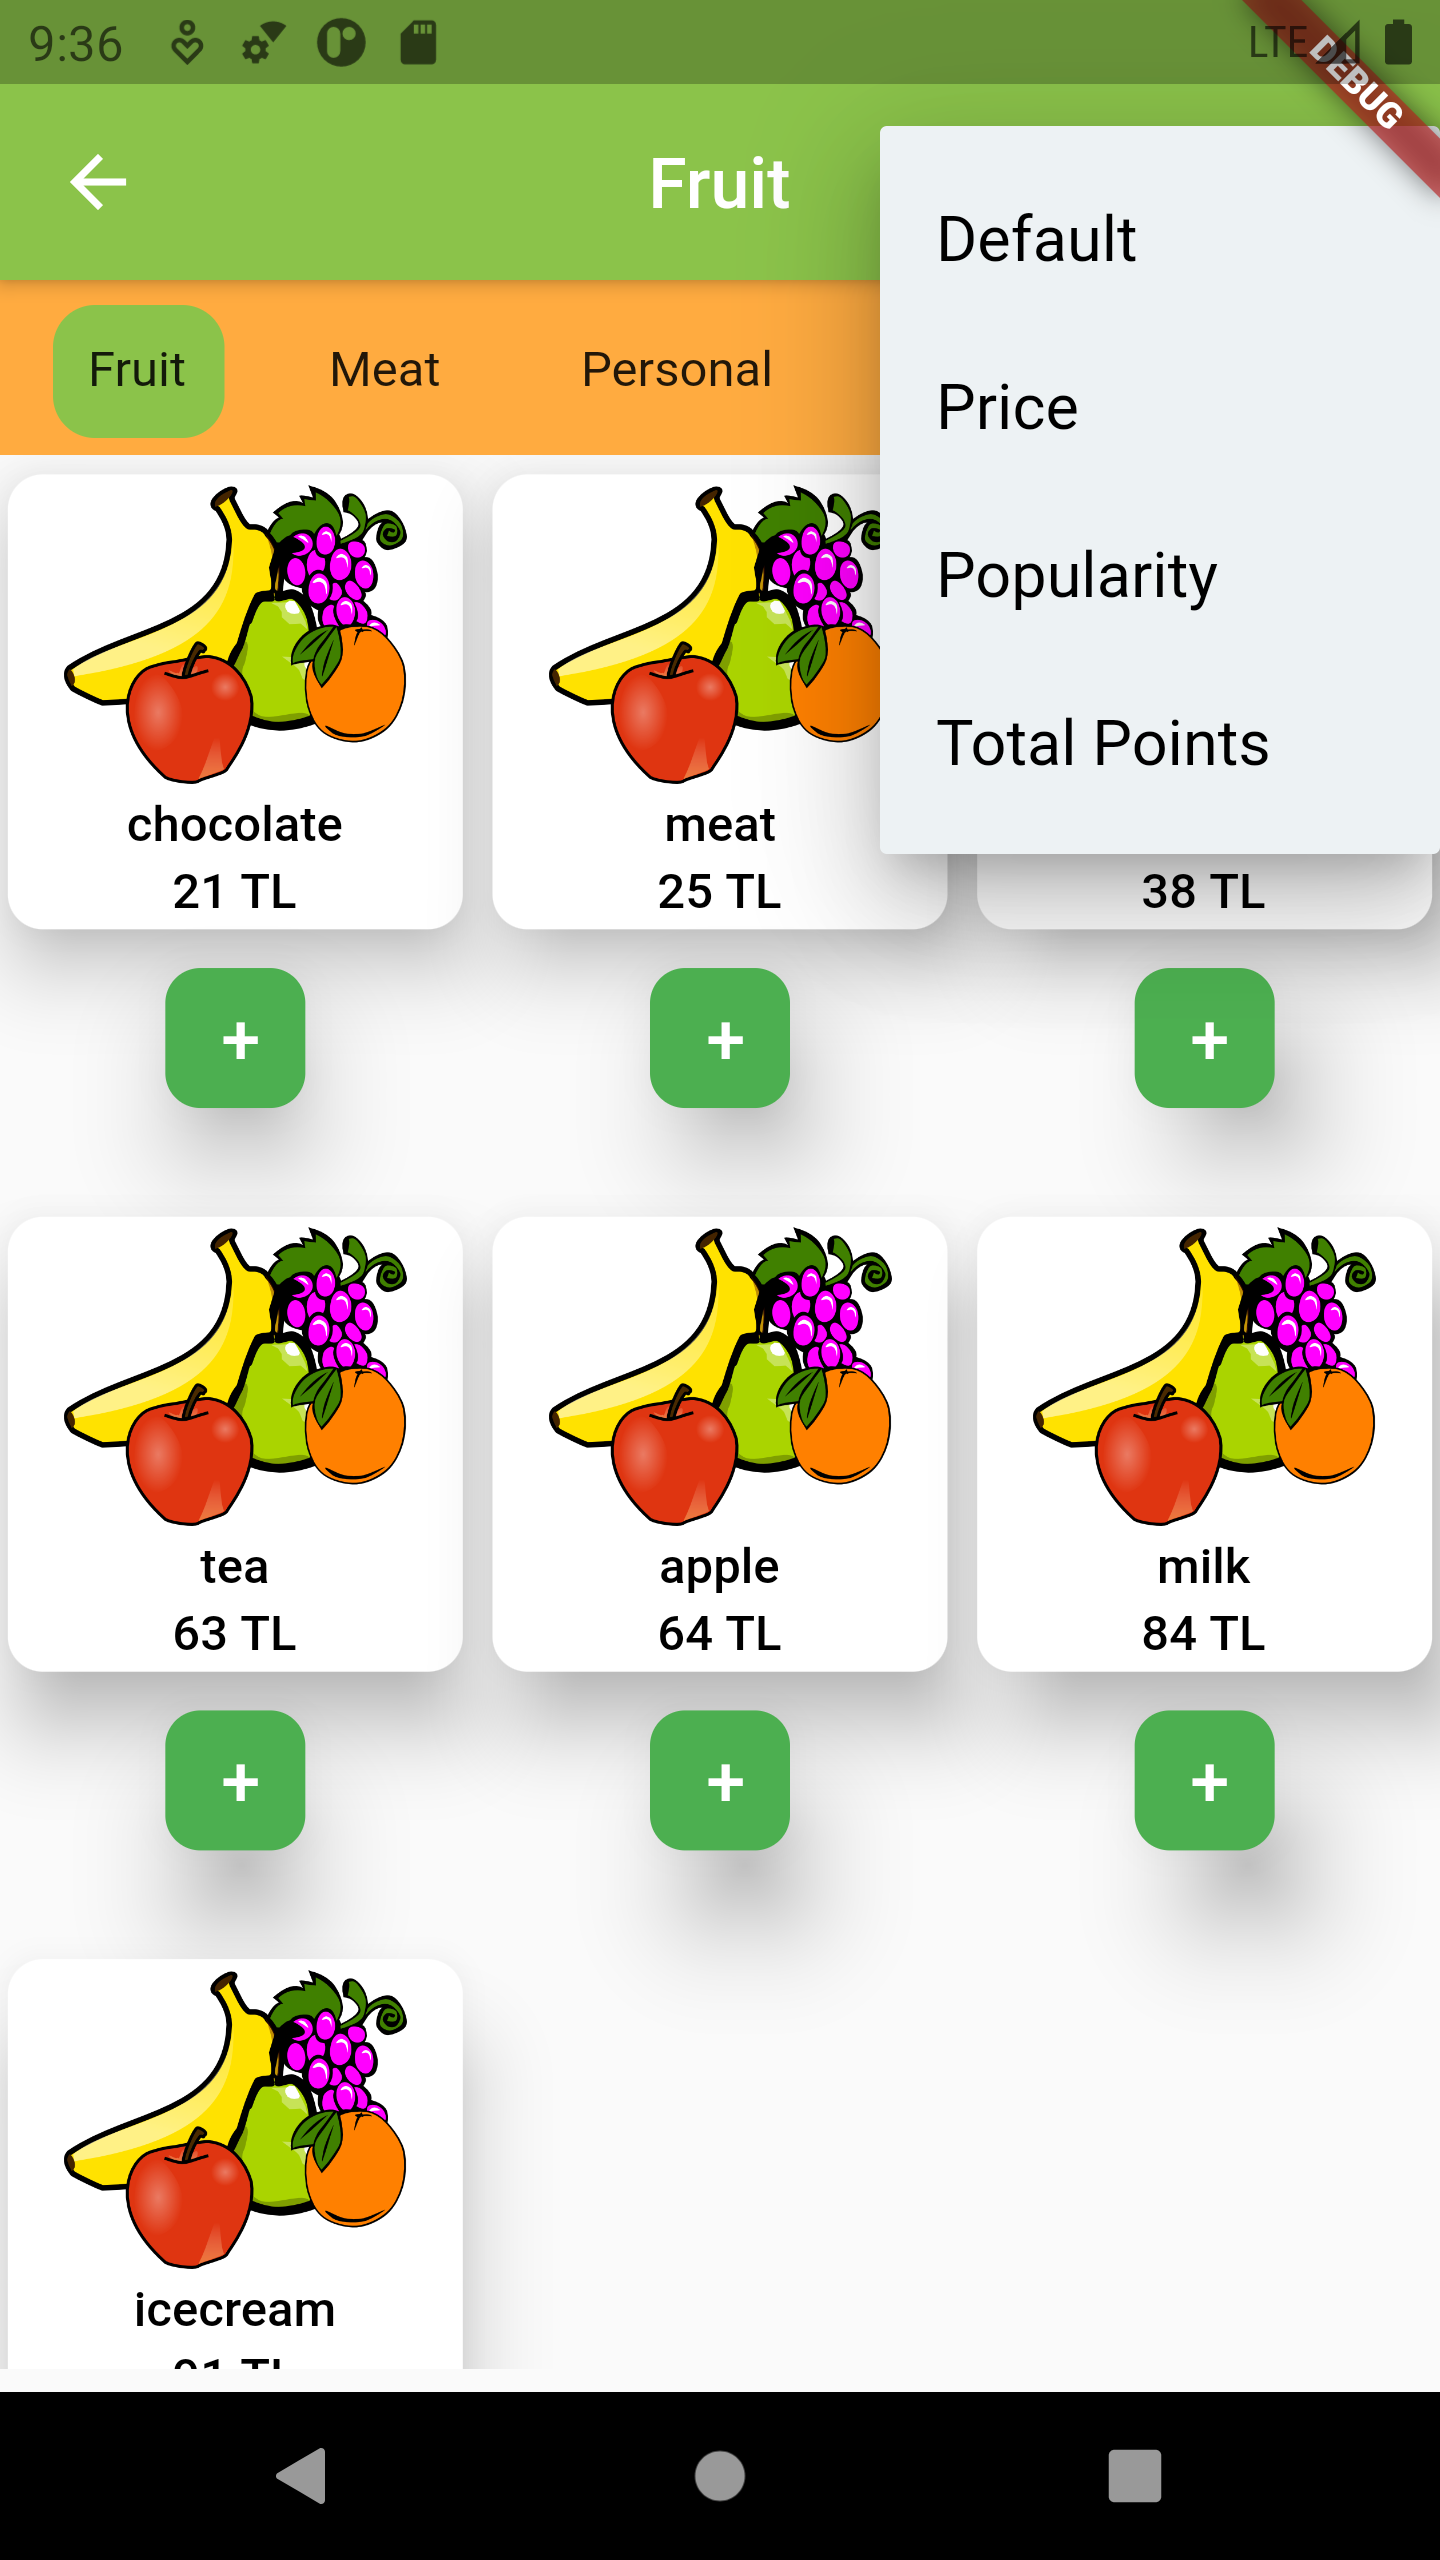 9:36 LTE
DEBUG
Fruit
Default
Price
Popularity
Total Points
Fruit Meat Personal
chocolate meat
21 TL 25 TL 38 TL
+ + +
tea apple milk
63 TL 64 TL 84 TL
+ + +
icecream